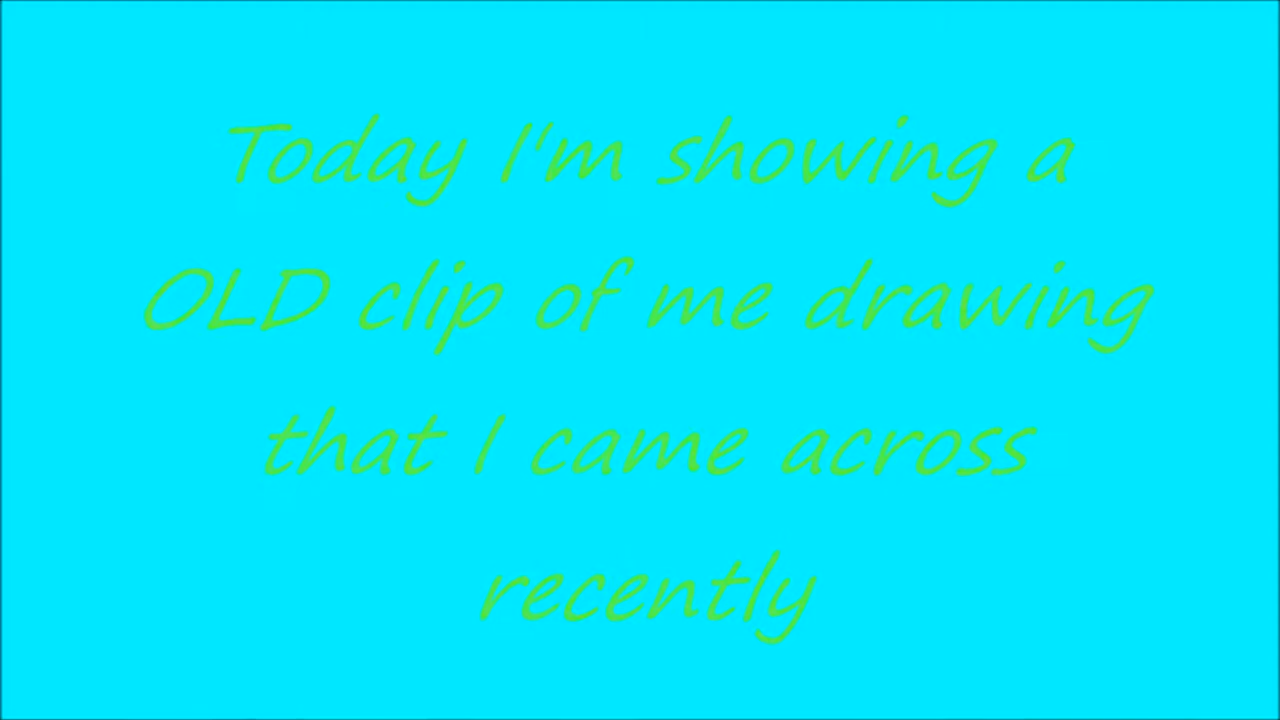 Today I'm showing a
OLD clip of me drawing
that I came across
recently